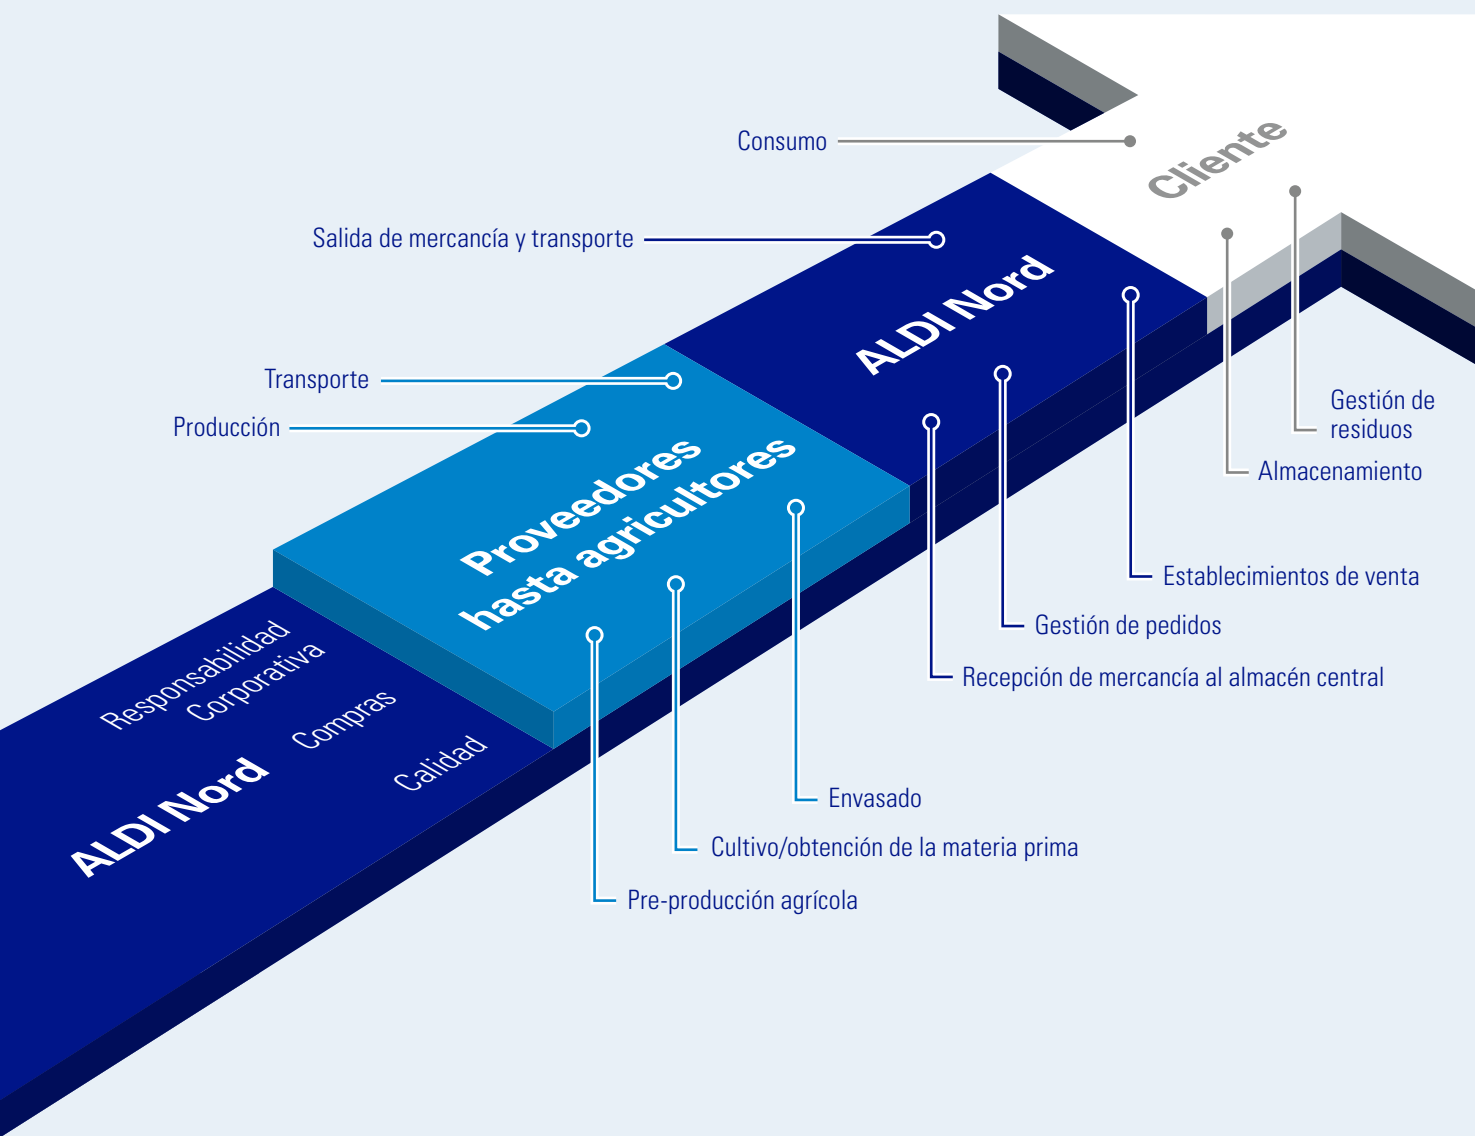 Consumo
Cliente
Salida de mercancía y transporte
ALDI Nord
Transporte
Producción
Gestión de
residuos
Almacenamiento
Proveedores
hasta agricultores
Establecimientos de venta
Gestión de pedidos
Recepción de mercancía al almacén central
Responsabilidad
Corporativa
Compras
Calidad
ALDI Nord
Envasado
Cultivo/obtención de la materia prima
Pre-producción agrícola